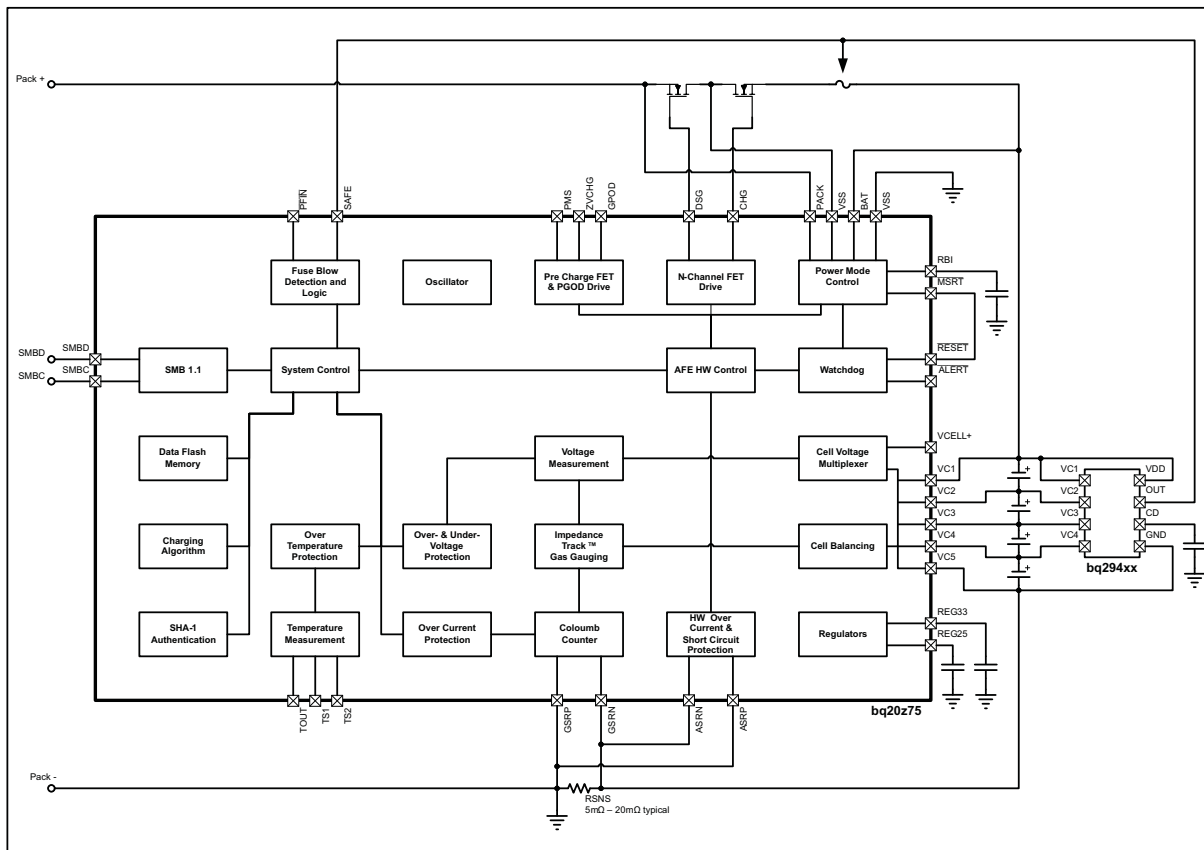 Pack +
PFIN
SAFE
PMS
ZVCHG
GPOD
DSG
CHG
PACK
VSS
BAT
VSS
Fuse Blow
Detection and
Logic
Oscillator
Pre Charge FET
& PGOD Drive
N-Channel FET
Drive
Power Mode
Control
RBI
MSRT
SMBD
SMBD
SMBC
SMBC
SMB 1.1
System Control
AFE HW Control
Watchdog
RESET
ALERT
Data Flash
Memory
Voltage
Measurement
Cell Voltage
Multiplexer
VCELL+
VC1
VC2
VC3
VC4
VC5
VC1
VC2
VC3
VC4
VDD
OUT
CD
GND
bq294xx
Charging
Algorithm
Over
Temperature
Protection
Over- & Under-
Voltage
Protection
Impedance
Track™
Gas Gauging
Cell Balancing
SHA-1
Authentication
Temperature
Measurement
Over Current
Protection
Coloumb
Counter
HW Over
Current &
Short Circuit
Protection
Regulators
REG33
REG25
TOUT
TS1
TS2
GSRP
GSRN
ASRN
ASRP
bq20z75
Pack -
RSNS
5mΩ – 20mΩ typical